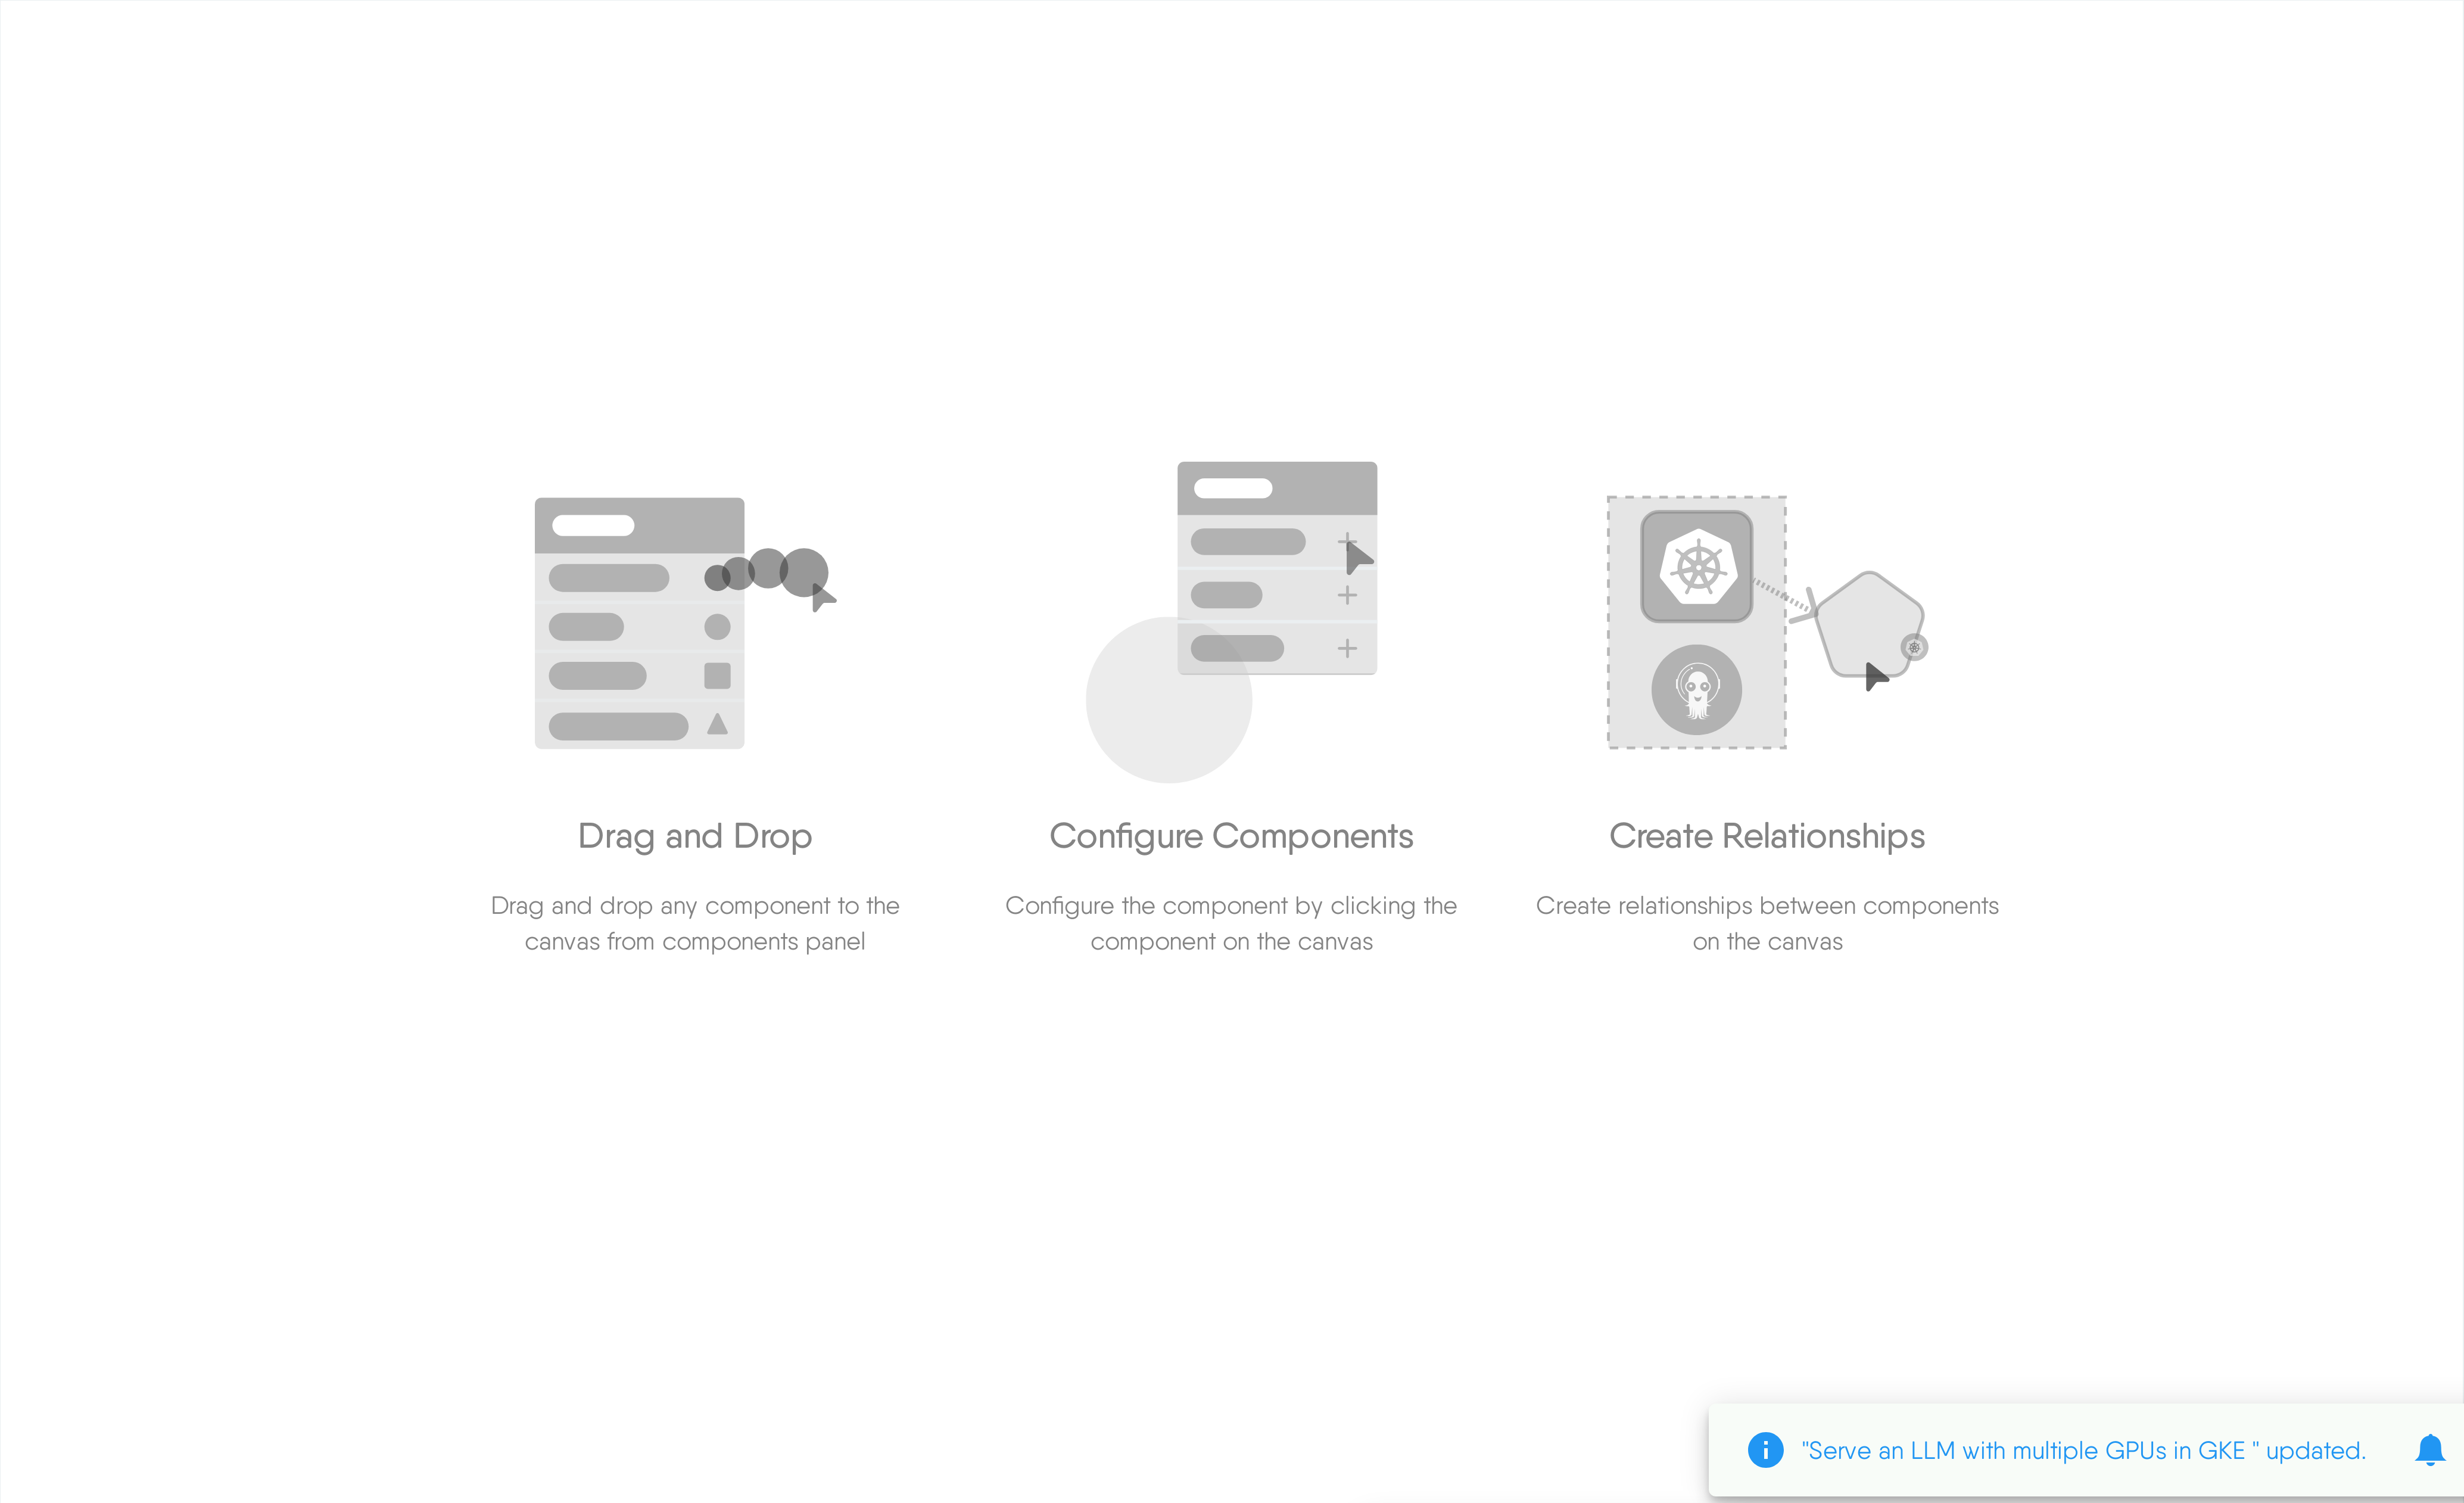 Drag and Drop
Drag and drop any component to the
canvas from components panel
Configure Components
Configure the component by clicking the
component on the canvas
Create Relationships
Create relationships between components
on the canvas
"Serve an LLM with multiple GPUs in GKE " updated.